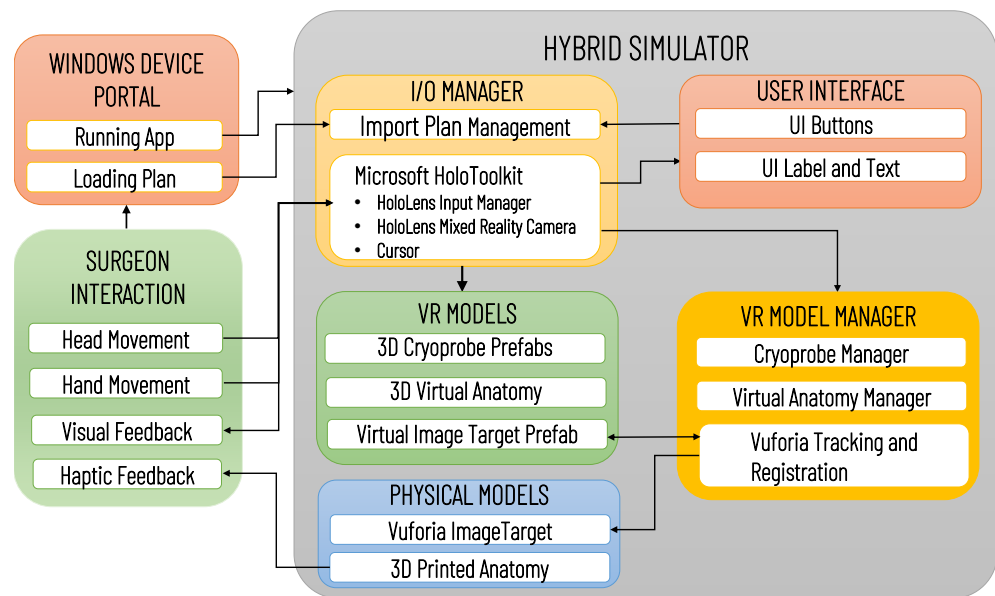 HYBRID SIMULATOR
WINDOWS DEVICE
PORTAL
Running App
Loading Plan
SURGEON
INTERACTION
Head Movement
Hand Movement
Visual Feedback
Haptic Feedback
I/O MANAGER
Import Plan Management
Microsoft HoloToolkit
• HoloLens Input Manager
• HoloLens Mixed Reality Camera
• Cursor
USER INTERFACE
UI Buttons
UI Label and Text
VR MODELS
3D Cryoprobe Prefabs
3D Virtual Anatomy
Virtual Image Target Prefab
VR MODEL MANAGER
Cryoprobe Manager
Virtual Anatomy Manager
Vuforia Tracking and
Registration
PHYSICAL MODELS
Vuforia ImageTarget
3D Printed Anatomy